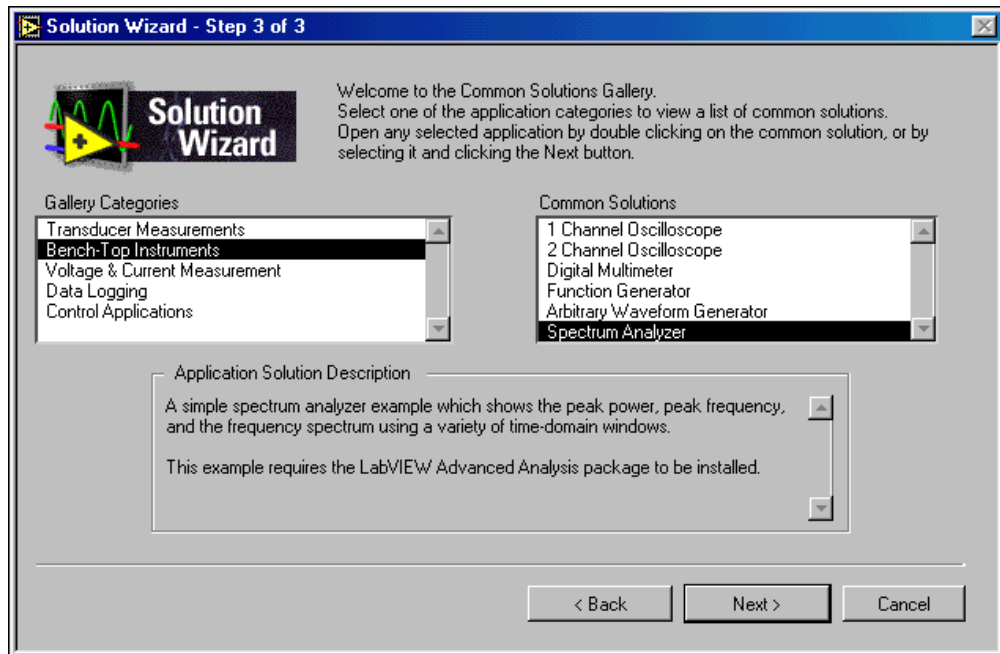 Solution Wizard - Step 3 of 3
Solution
Wizard
Welcome to the Common Solutions Gallery.
Select one of the application categories to view a list of common solutions.
Open any selected application by double clicking on the common solution, or by
selecting it and clicking the Next button.
Gallery Categories
Transducer Measurements
Bench-Top Instruments
Voltage & Current Measurement
Data Logging
Control Applications
Common Solutions
1 Channel Oscilloscope
2 Channel Oscilloscope
Digital Multimeter
Function Generator
Arbitrary Waveform Generator
Spectrum Analyzer
Application Solution Description
A simple spectrum analyzer example which shows the peak power, peak frequency,
and the frequency spectrum using a variety of time-domain windows.
This example requires the LabVIEW Advanced Analysis package to be installed.
< Back
Next >
Cancel